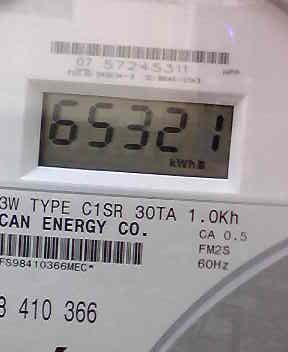 07 57245311
65321
kWh
3W TYPE C1SR 30TA 1.0Kh
CAN ENERGY CO.
CA 0.5
FM2S
60Hz
FS98410366MEC*
8 410 366